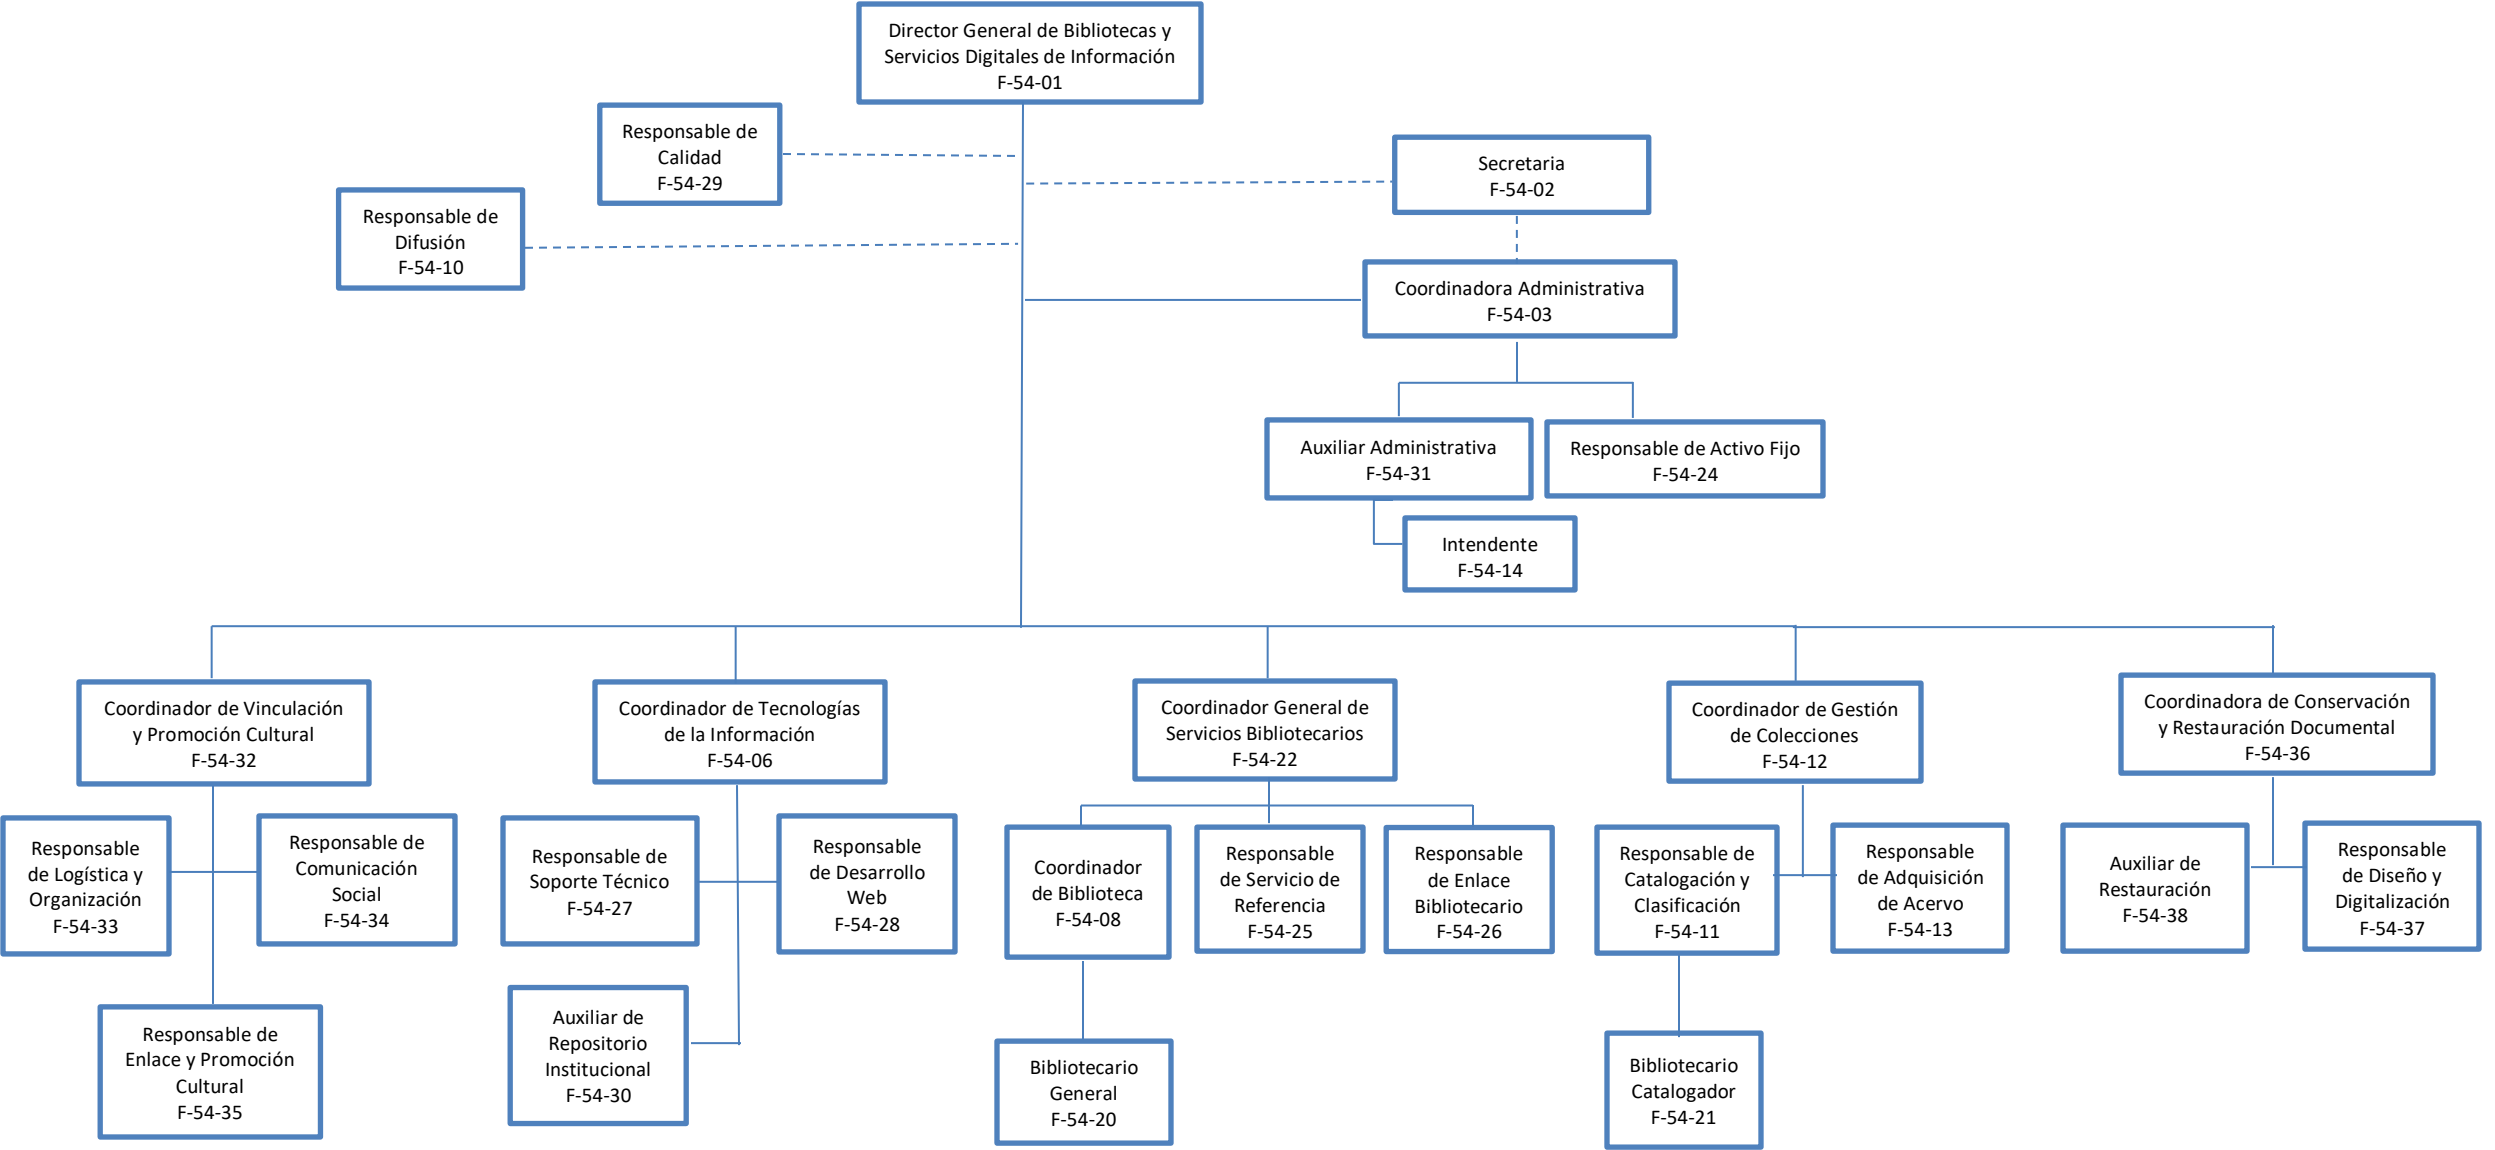 Director General de Bibliotecas y
Servicios Digitales de Información
F-54-01
Responsable de
Calidad
F-54-29
Secretaria
F-54-02
Responsable de
Difusión
F-54-10
Coordinadora Administrativa
F-54-03
Auxiliar Administrativa
F-54-31
Responsable de Activo Fijo
F-54-24
Intendente
F-54-14
Coordinador de Vinculación
y Promoción Cultural
F-54-32
Coordinador de Tecnologías
de la Información
F-54-06
Coordinador General de
Servicios Bibliotecarios
F-54-22
Coordinador de Gestión
de Colecciones
F-54-12
Coordinadora de Conservación
y Restauración Documental
F-54-36
Responsable
de Logística y
Organización
F-54-33
Responsable de
Comunicación
Social
F-54-34
Responsable de
Soporte Técnico
F-54-27
Responsable
de Desarrollo
Web
F-54-28
Coordinador
de Biblioteca
F-54-08
Responsable
de Servicio de
Referencia
F-54-25
Responsable
de Enlace
Bibliotecario
F-54-26
Responsable de
Catalogación y
Clasificación
F-54-11
Responsable
de Adquisición
de Acervo
F-54-13
Auxiliar de
Restauración
F-54-38
Responsable
de Diseño y
Digitalización
F-54-37
Responsable de
Enlace y Promoción
Cultural
F-54-35
Auxiliar de
Repositorio
Institucional
F-54-30
Bibliotecario
General
F-54-20
Bibliotecario
Catalogador
F-54-21